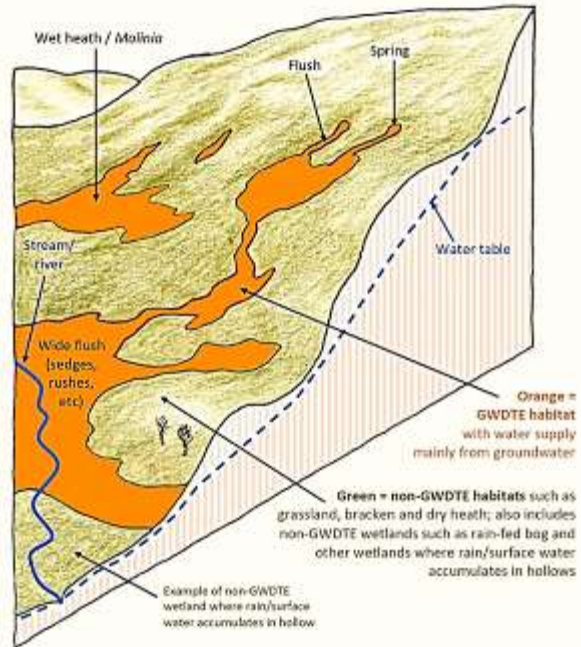 Wet heath / Molinia
Flush
Spring
Stream/
river
Water table
Wide flush
(sedges,
rushes,
etc)
Orange =
GWDTE habitat
with water supply
mainly from groundwater
Green = non-GWDTE habitats such as
grassland, bracken and dry heath; also includes
non-GWDTE wetlands such as rain-fed bog and
other wetlands where rain/surface water
accumulates in hollows
Example of non-GWDTE
wetland where rain/surface
water accumulates in hollow